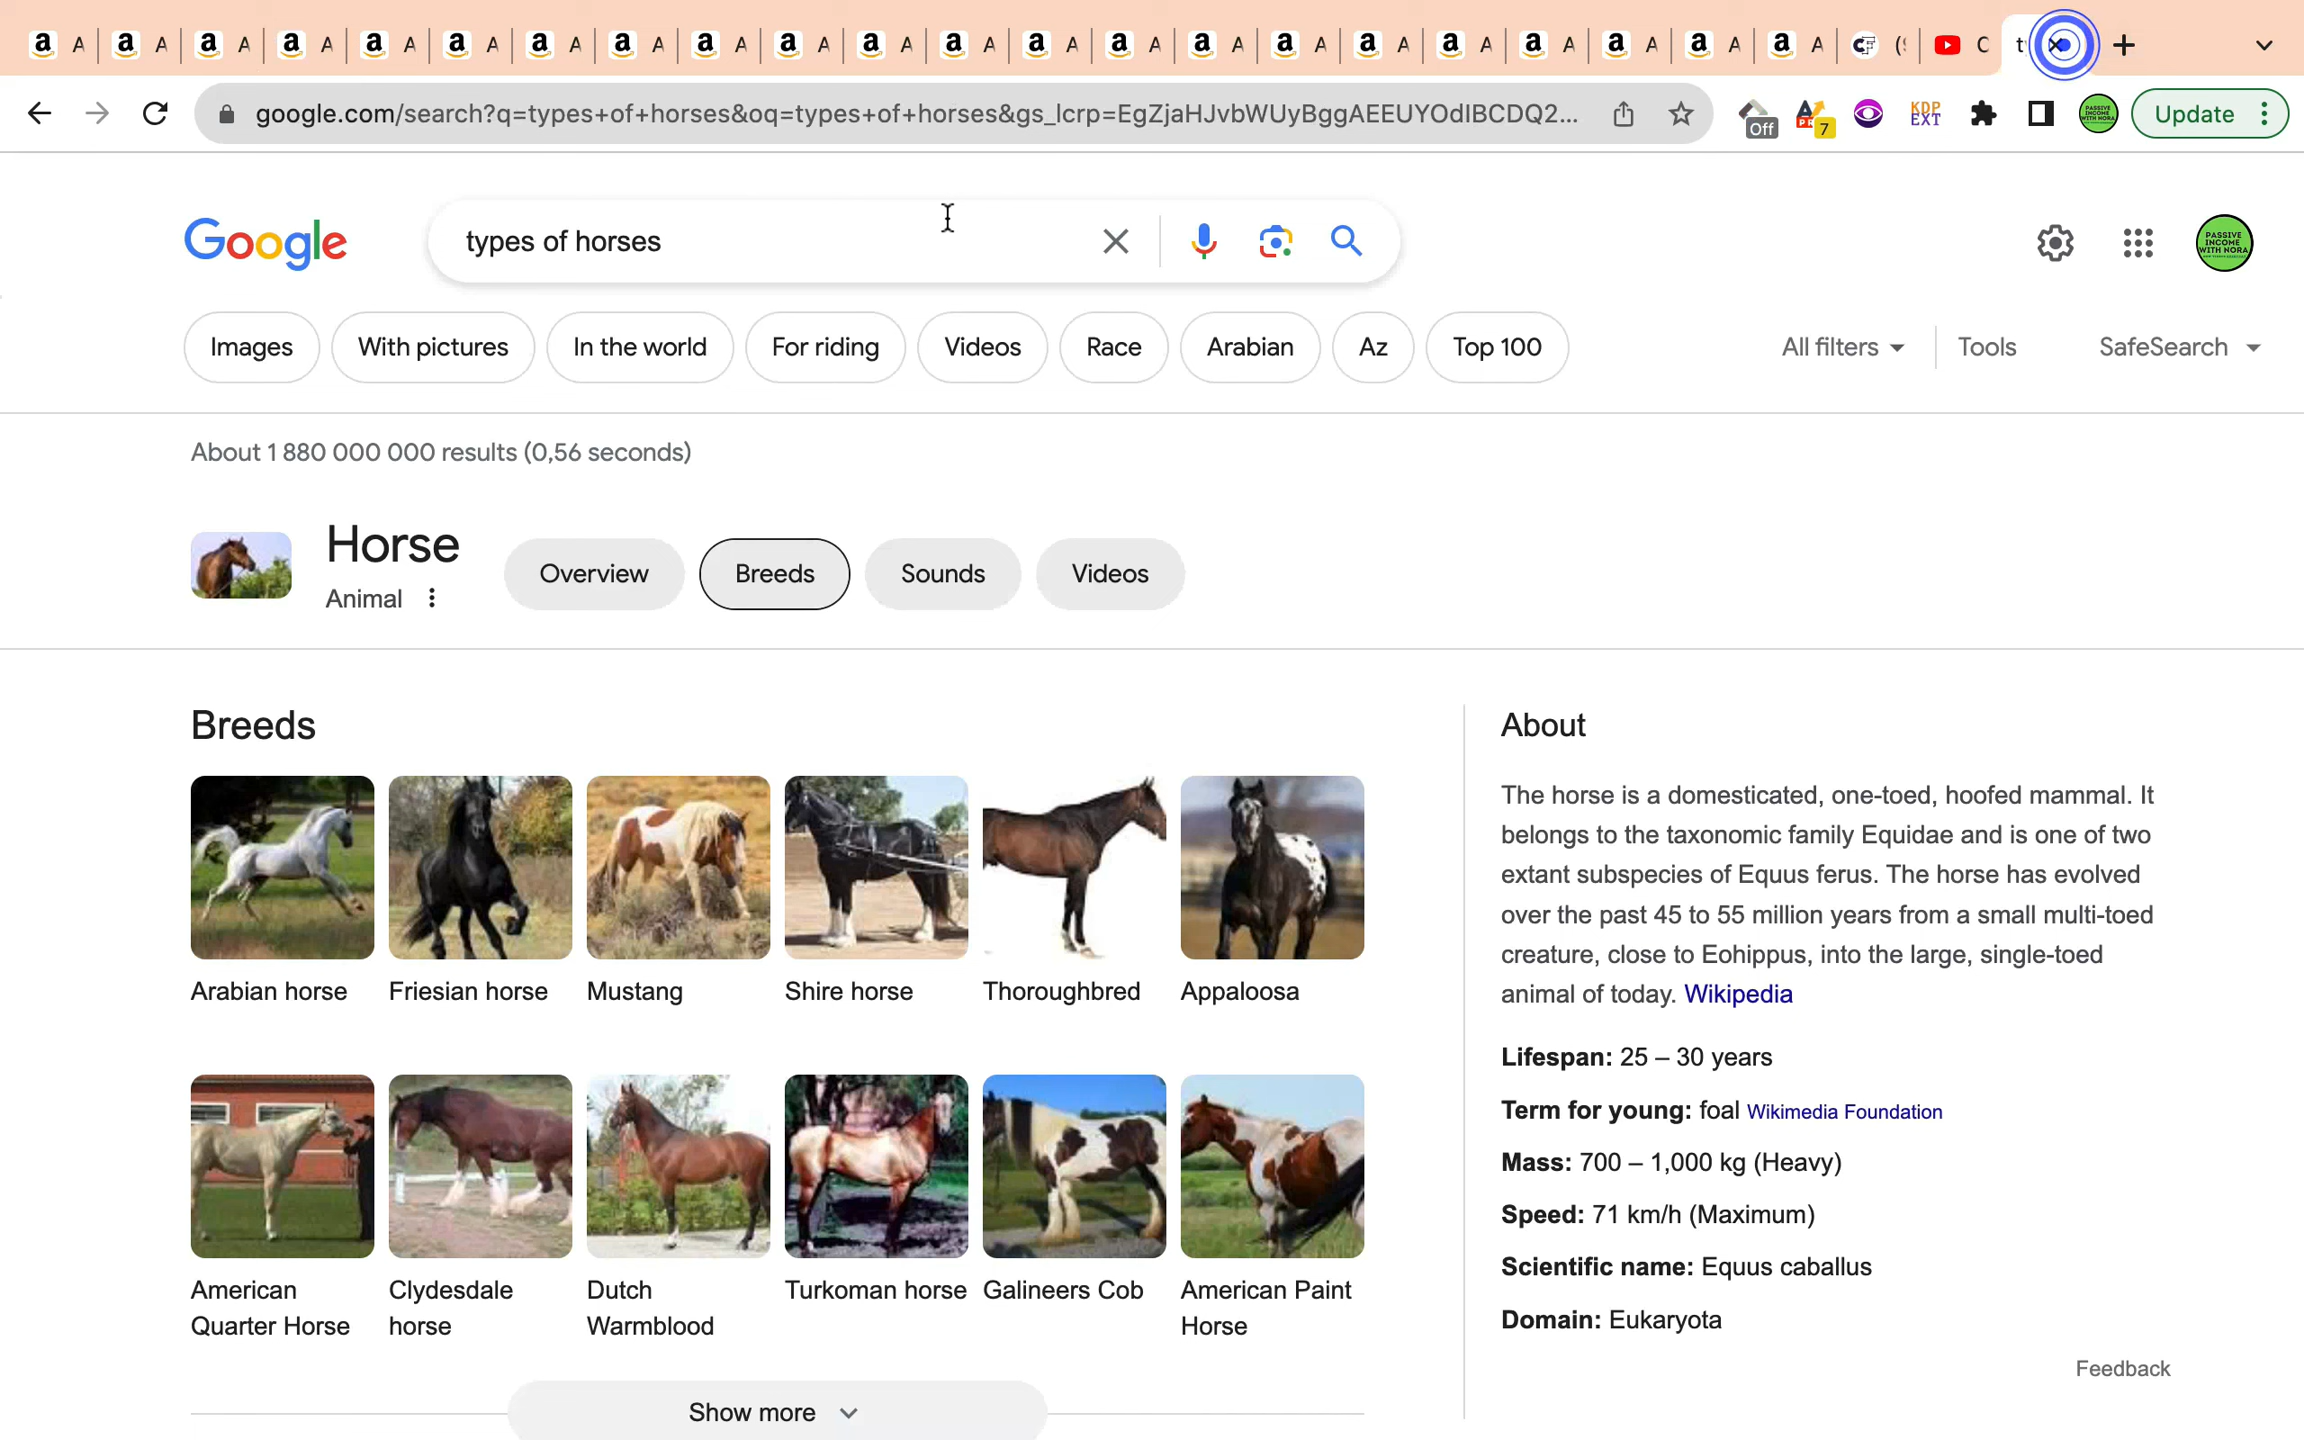 A A A A A A A A A A A A A A A A A A A A A A ( C t
google.com/search?q=types+of+horses&oq=types+of+horses&gs_lcrp=EgZjaHJvbWUyBggAEEUYOdIBCDQ2...
Off 7 KDP EXT Update
Google types of horses
PASSIVE INCOME WITH NORA
Images With pictures In the world For riding Videos Race Arabian Az Top 100 All filters Tools SafeSearch
About 1 880 000 000 results (0,56 seconds)
Horse
Animal
Overview Breeds Sounds Videos
Breeds
Arabian horse Friesian horse Mustang Shire horse Thoroughbred Appaloosa
American Quarter Horse
Clydesdale horse
Dutch Warmblood
Turkoman horse
Galineers Cob
American Paint Horse
Show more
About
The horse is a domesticated, one-toed, hoofed mammal. It
belongs to the taxonomic family Equidae and is one of two
extant subspecies of Equus ferus. The horse has evolved
over the past 45 to 55 million years from a small multi-toed
creature, close to Eohippus, into the large, single-toed
animal of today. Wikipedia
Lifespan: 25 – 30 years
Term for young: foal Wikimedia Foundation
Mass: 700 – 1,000 kg (Heavy)
Speed: 71 km/h (Maximum)
Scientific name: Equus caballus
Domain: Eukaryota
Feedback